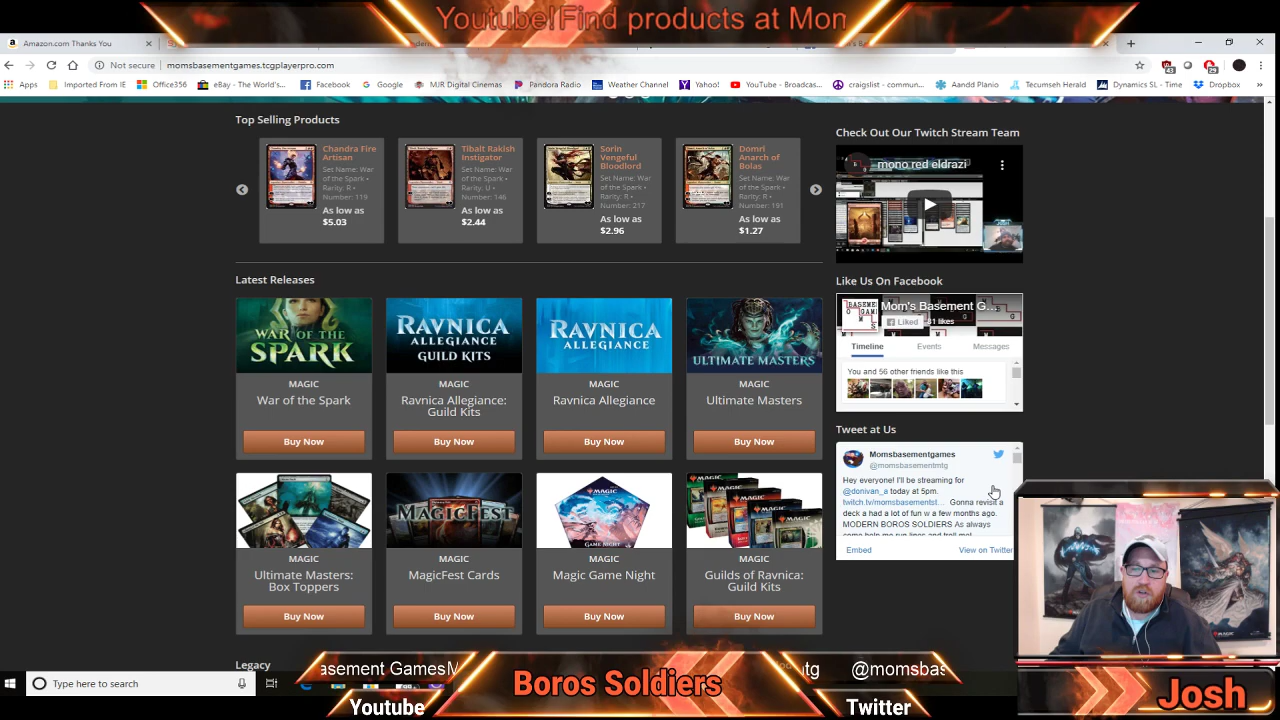 Youtube! Find products at Mom
Amazon.com Thanks You
Not secure | momsbasementgames.tcgplayerpro.com
Apps
Imported From IE
Office365
eBay - The World's...
Facebook
Google
MJR Digital Cinemas
Pandora Radio
Weather Channel
Yahoo!
YouTube - Broadcas...
craigslist - commun...
Aandd Planio
Tecumseh Herald
Dynamics SL - Time
Dropbox
Top Selling Products
Chandra Fire
Artisan
Set Name: War
of the Spark •
Rarity: R •
Number: 119
As low as
$5.03
Tibalt Rakish
Instigator
Set Name: War
of the Spark •
Rarity: U •
Number: 146
As low as
$2.44
Sorin
Vengeful
Bloodlord
Set Name: War
of the Spark •
Rarity: R •
Number: 217
As low as
$2.96
Domri
Anarch of
Bolas
Set Name: War
of the Spark •
Rarity: R •
Number: 191
As low as
$1.27
Latest Releases
WAR OF THE
SPARK
MAGIC
War of the Spark
Buy Now
RAVNICA
ALLEGIANCE
GUILD KITS
MAGIC
Ravnica Allegiance:
Guild Kits
Buy Now
RAVNICA
ALLEGIANCE
MAGIC
Ravnica Allegiance
Buy Now
ULTIMATE MASTERS
MAGIC
Ultimate Masters
Buy Now
MAGIC
Ultimate Masters:
Box Toppers
Buy Now
MAGICFEST
MAGIC
MagicFest Cards
Buy Now
MAGIC
GAME NIGHT
MAGIC
Magic Game Night
Buy Now
MAGIC
Guilds of Ravnica:
Guild Kits
Buy Now
Legacy
Check Out Our Twitch Stream Team
mono red eldrazi
Like Us On Facebook
Mom's Basement G...
Liked
Timeline
Events
Messages
You and 56 other friends like this
Tweet at Us
Momsbasementgames
@momsbasementmtg
Hey everyone! I'll be streaming for
@donivan_a today at 5pm.
twitch.tv/momsbasementst... Gonna revisit a
deck a had a lot of fun w a few months ago.
MODERN BOROS SOLDIERS As always
Embed
View on Twitter
Type here to search
asement GamesM
Boros Soldiers
mtg
@momsbas
Youtube
Twitter
Josh